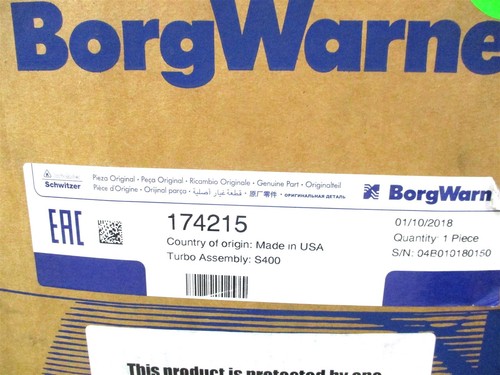 BorgWarne
Schwitzer
Pieza Original • Peça Original • Ricambio Originale • Genuine Part • Originalteil
Pièce d'Origine • Orijinal parça • قطعة غيار أصلية • 原厂零件 • ОРИГИНАЛЬНАЯ ДЕТАЛЬ
BorgWarn
EAC
174215
Country of origin: Made in USA
Turbo Assembly: S400
01/10/2018
Quantity: 1 Piece
S/N: 04B010180150
This product is protected by one